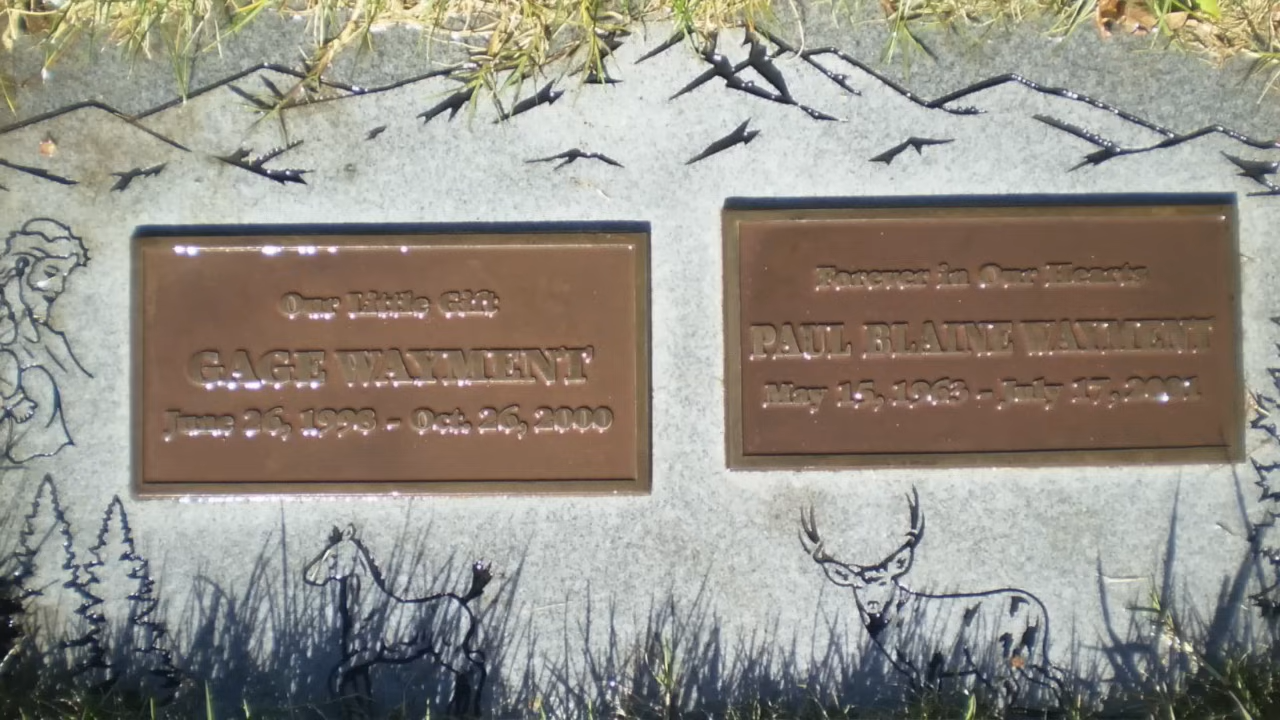 Our Little Gift
GAGE WAYMENT
June 26, 1998 - Oct. 26, 2000
Forever in Our Hearts
PAUL BLAINE WAYMENT
May 15, 1963 - July 17, 2001